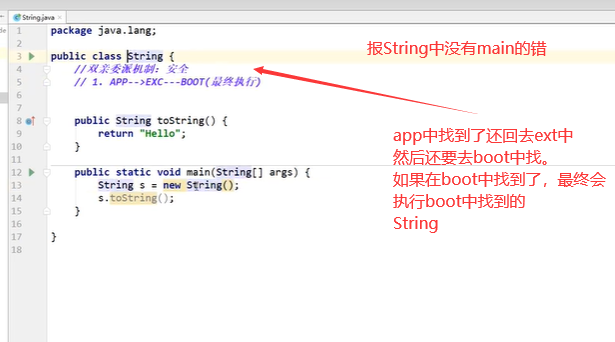 String.java
1 package java.lang;
2
3 public class String {
4 //双亲委派机制：安全
5 // 1. APP-->EXC---BOOT(最终执行)
6
7
8 public String toString() {
9 return "Hello";
10 }
11
12 public static void main(String[] args) {
13 String s = new String();
14 s.toString();
15 }
16
17 }
18
报String中没有main的错
app中找到了还回去ext中
然后还要去boot中找。
如果在boot中找到了，最终会
执行boot中找到的
String